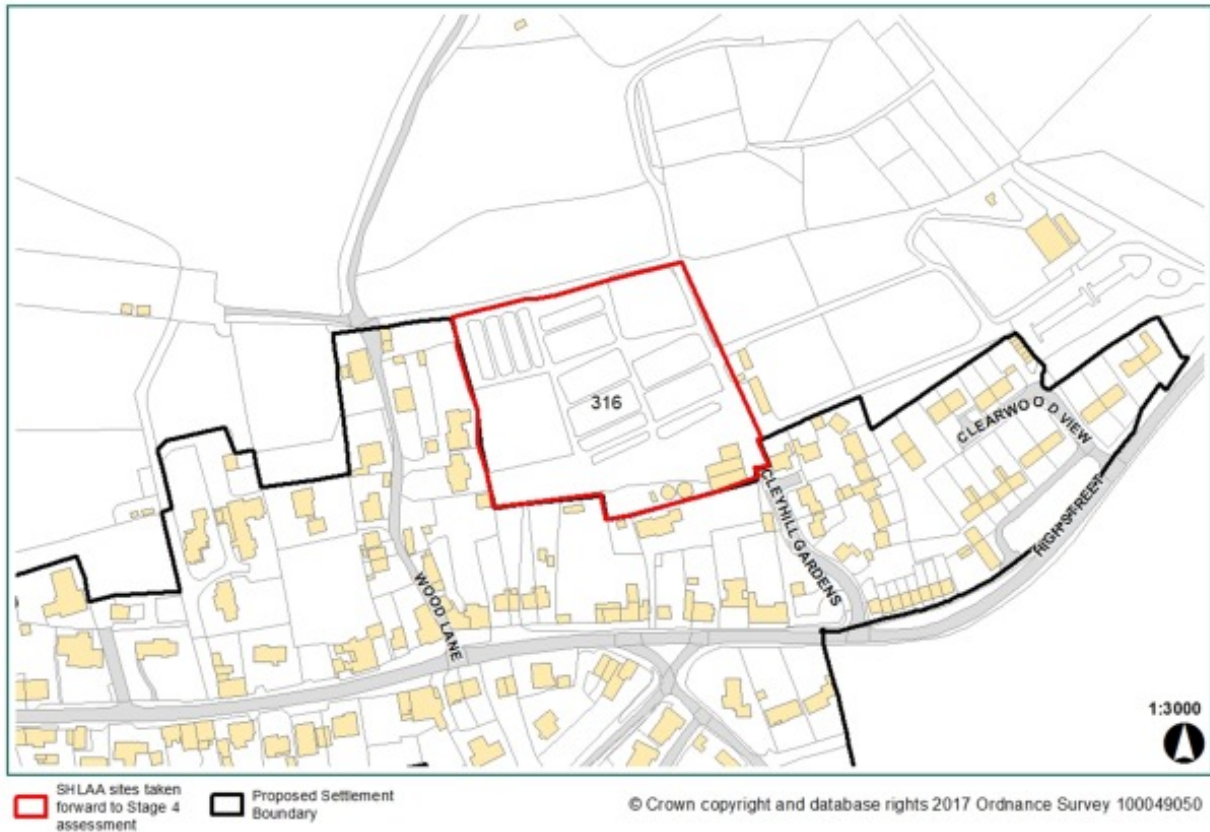 316
CLEARWOOD VIEW
CLEYHILL GARDENS
HIGH STREET
WOOD LANE
1:3000
SHLAA sites taken
forward to Stage 4
assessment
Proposed Settlement
Boundary
© Crown copyright and database rights 2017 Ordnance Survey 100049050